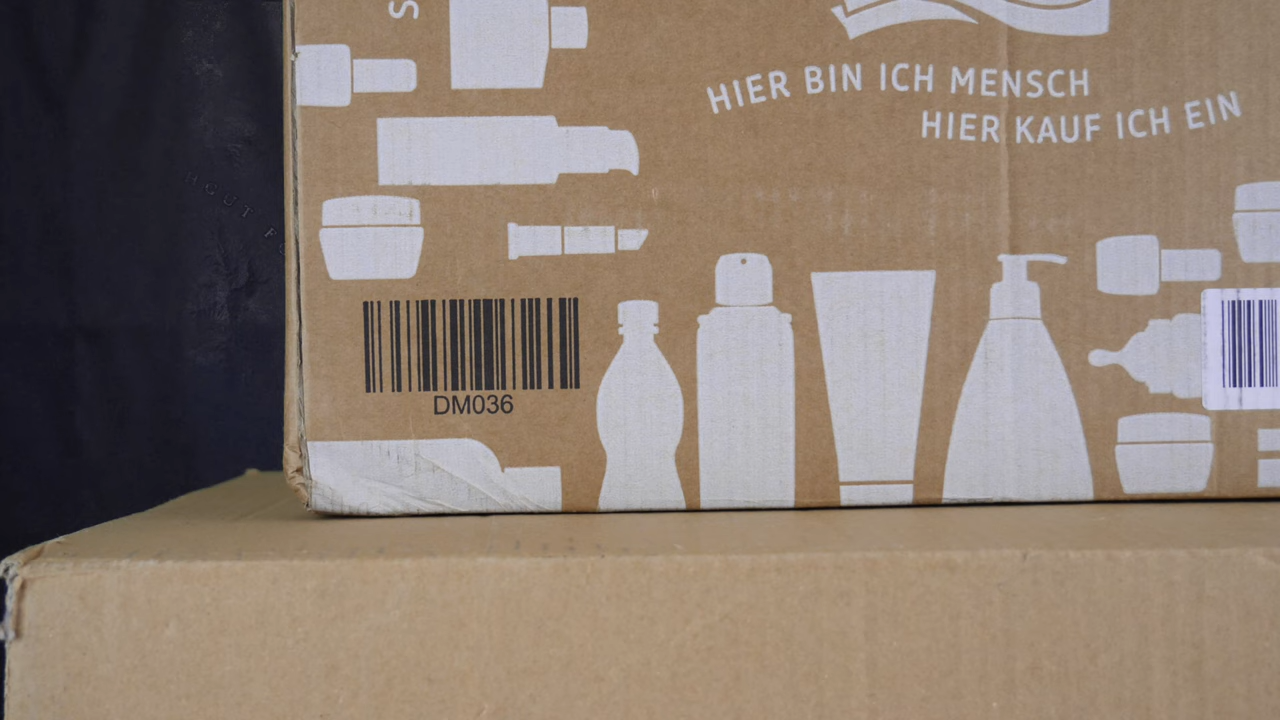 S
HIER BIN ICH MENSCH
HIER KAUF ICH EIN
DM036